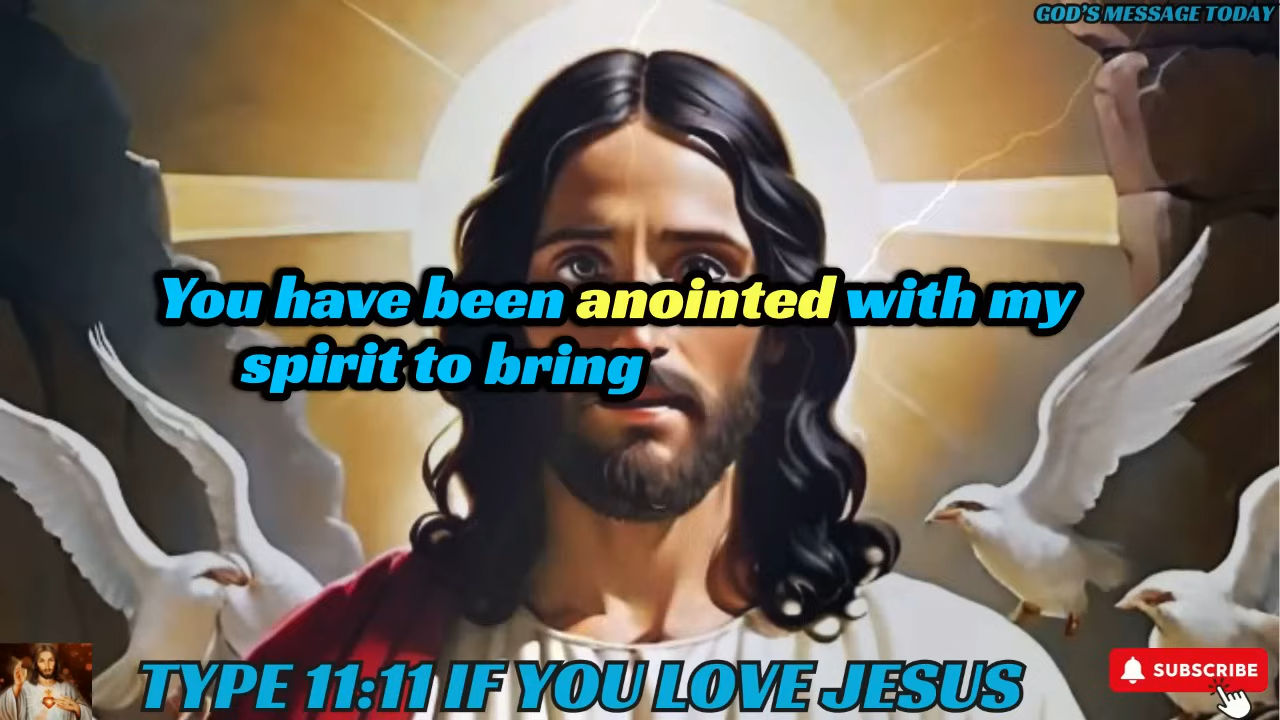 GOD'S MESSAGE TODAY
You have been anointed with my
spirit to bring
TYPE 11:11 IF YOU LOVE JESUS
SUBSCRIBE